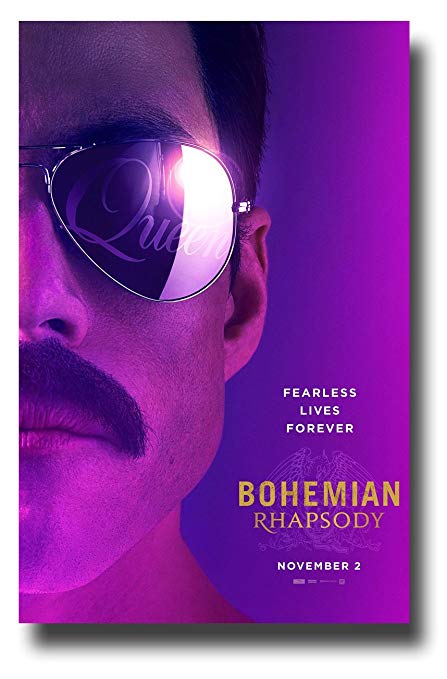 Queen
FEARLESS
LIVES
FOREVER
BOHEMIAN
RHAPSODY
NOVEMBER 2